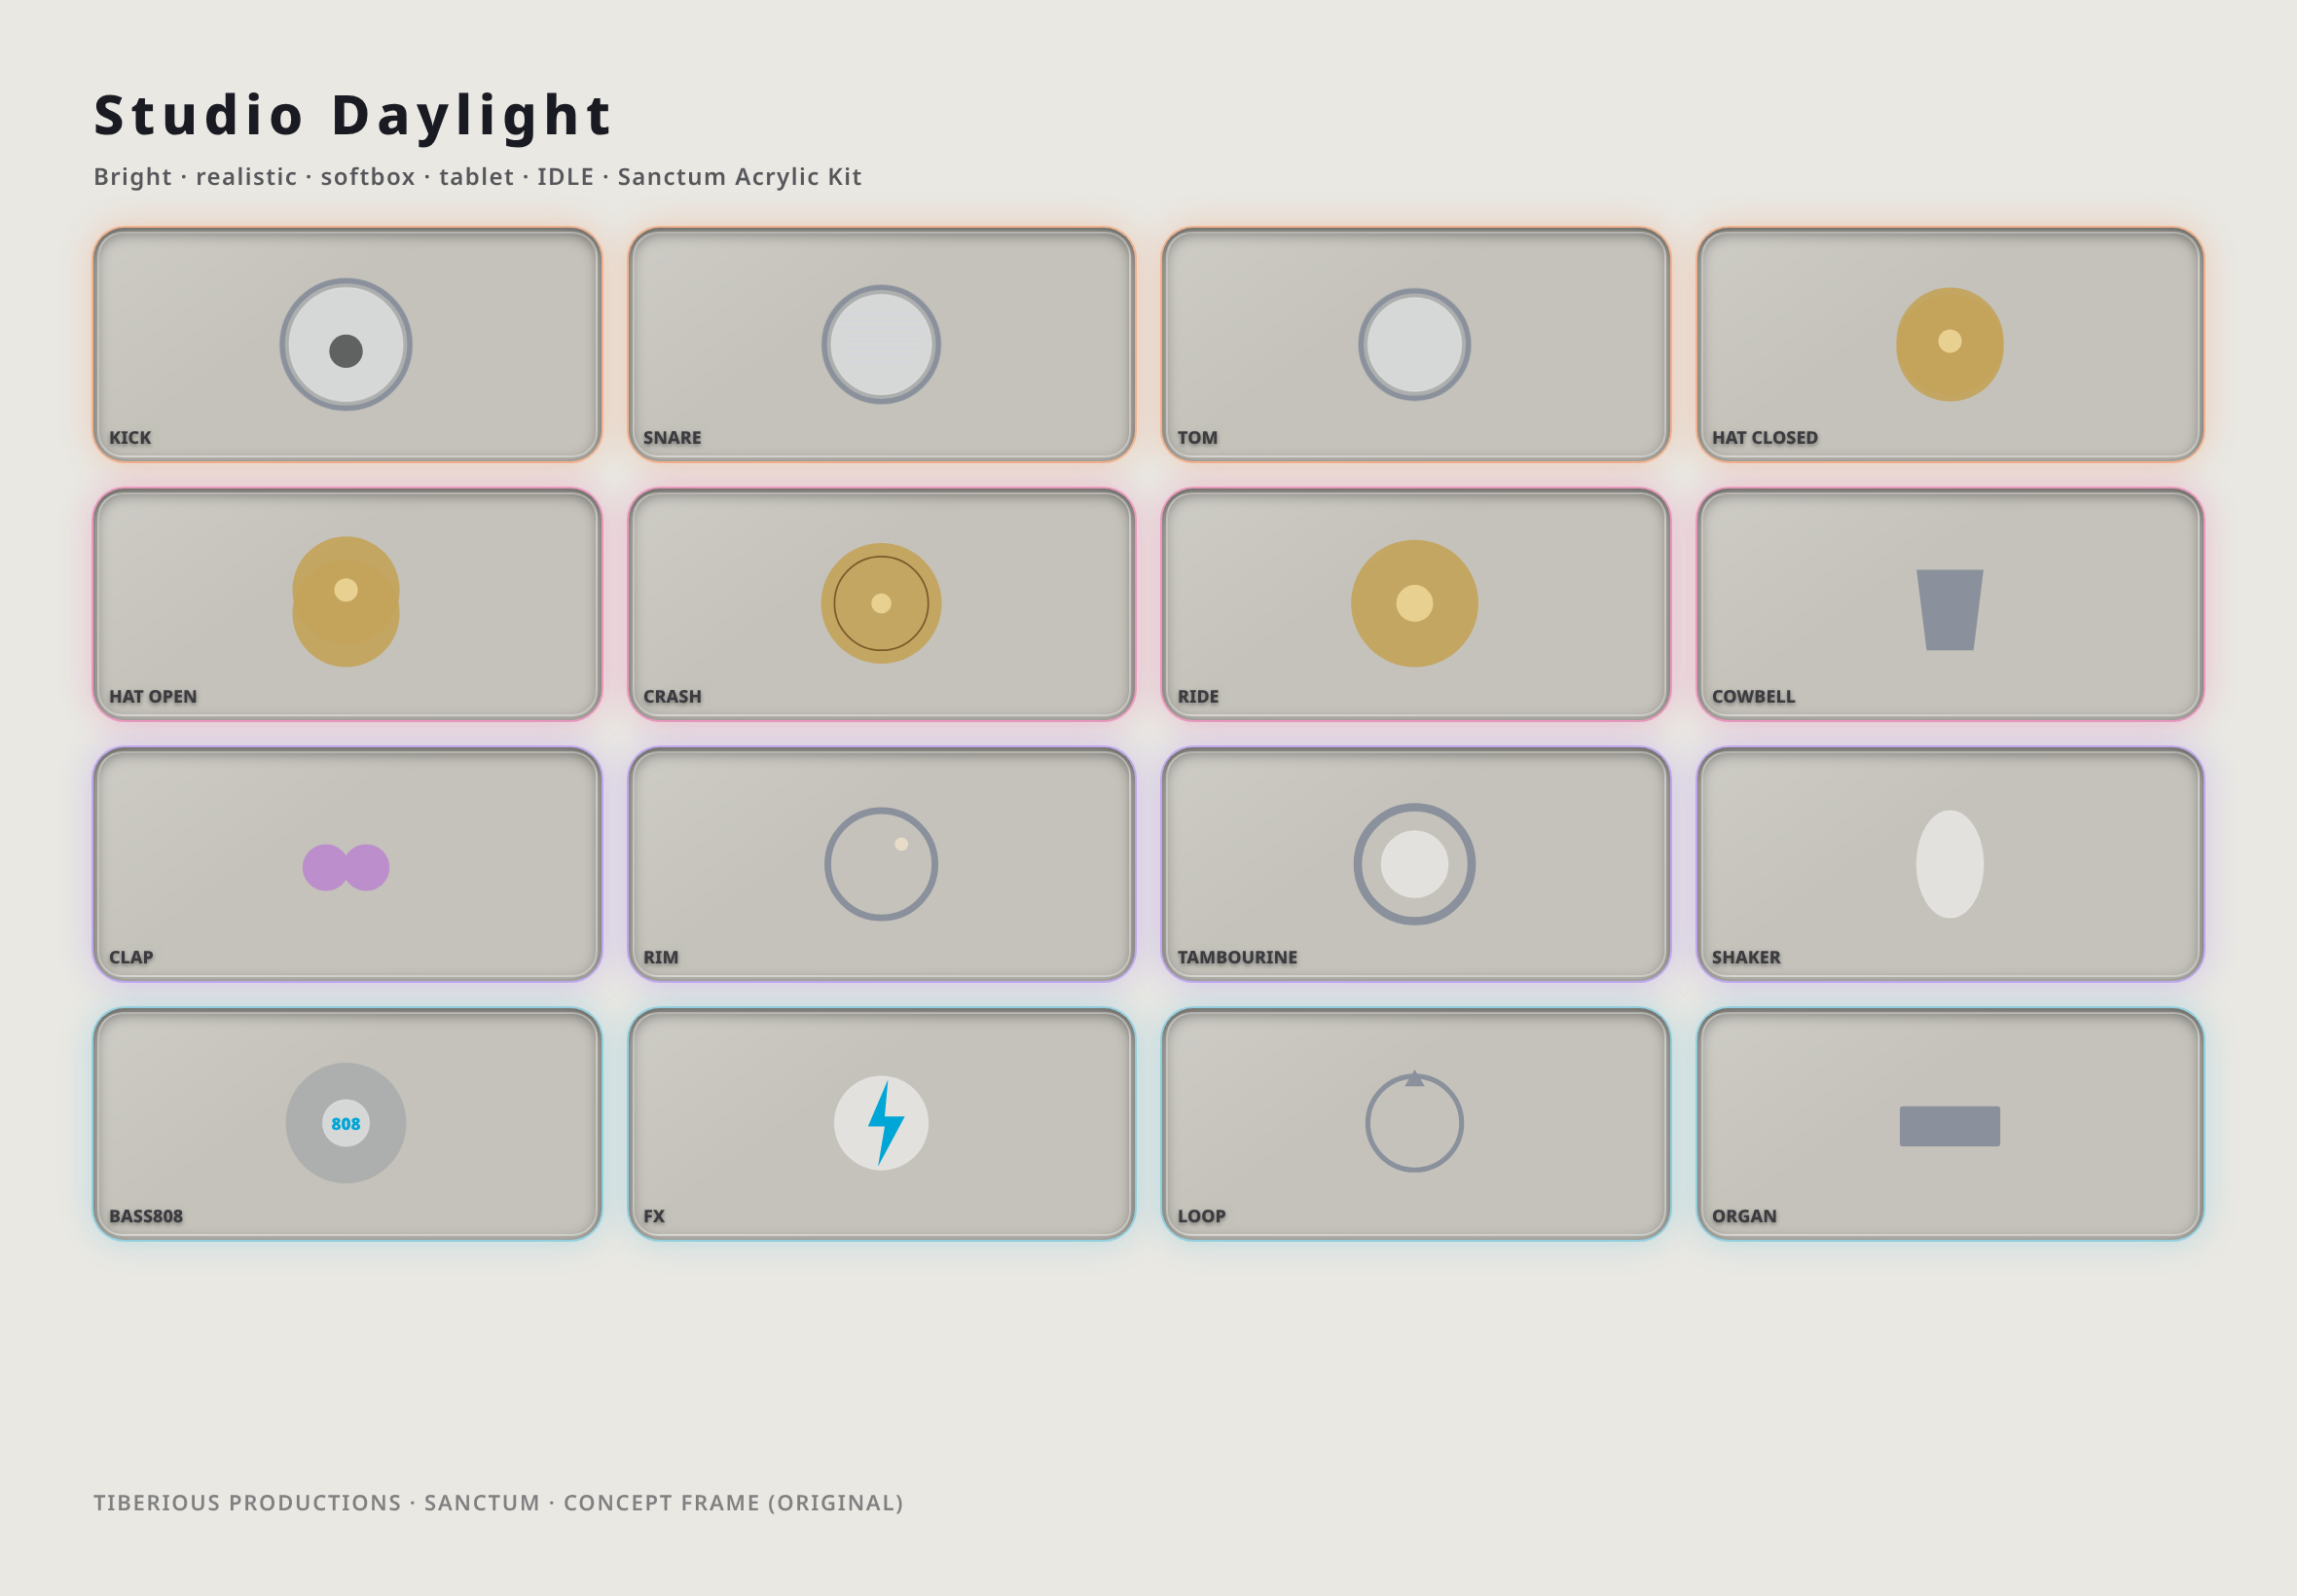 Studio Daylight
Bright · realistic · softbox · tablet · IDLE · Sanctum Acrylic Kit
KICK
SNARE
TOM
HAT CLOSED
HAT OPEN
CRASH
RIDE
COWBELL
CLAP
RIM
TAMBOURINE
SHAKER
808
BASS808
FX
LOOP
ORGAN
TIBERIOUS PRODUCTIONS · SANCTUM · CONCEPT FRAME (ORIGINAL)